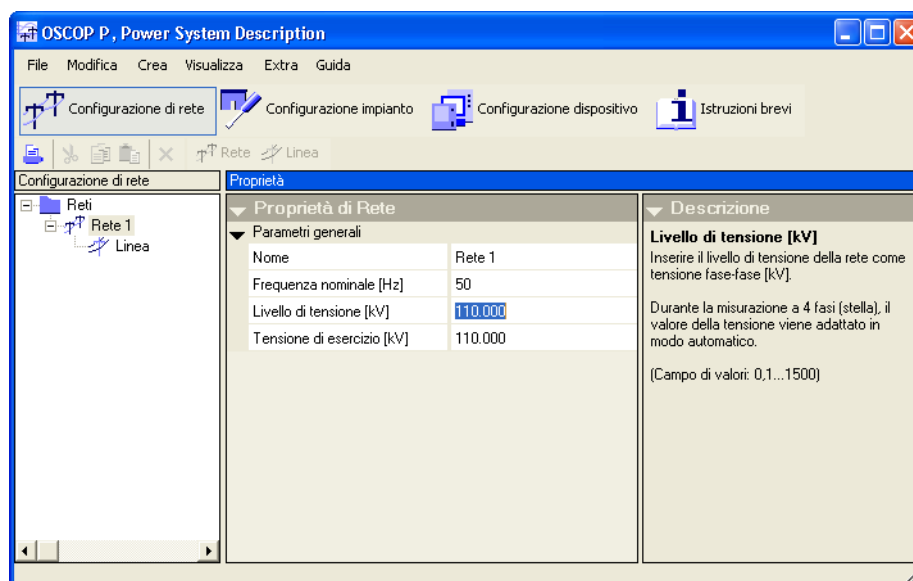 OSCOP P, Power System Description
File Modifica Crea Visualizza Extra Guida
Configurazione di rete Configurazione impianto Configurazione dispositivo Istruzioni brevi
Rete Linea
Configurazione di rete
Proprietà
Reti
Rete 1
Linea
Proprietà di Rete
Parametri generali
Nome Rete 1
Frequenza nominale [Hz] 50
Livello di tensione [kV] 110.000
Tensione di esercizio [kV] 110.000
Descrizione
Livello di tensione [kV]
Inserire il livello di tensione della rete come
tensione fase-fase [kV].
Durante la misurazione a 4 fasi (stella), il
valore della tensione viene adattato in
modo automatico.
(Campo di valori: 0,1...1500)